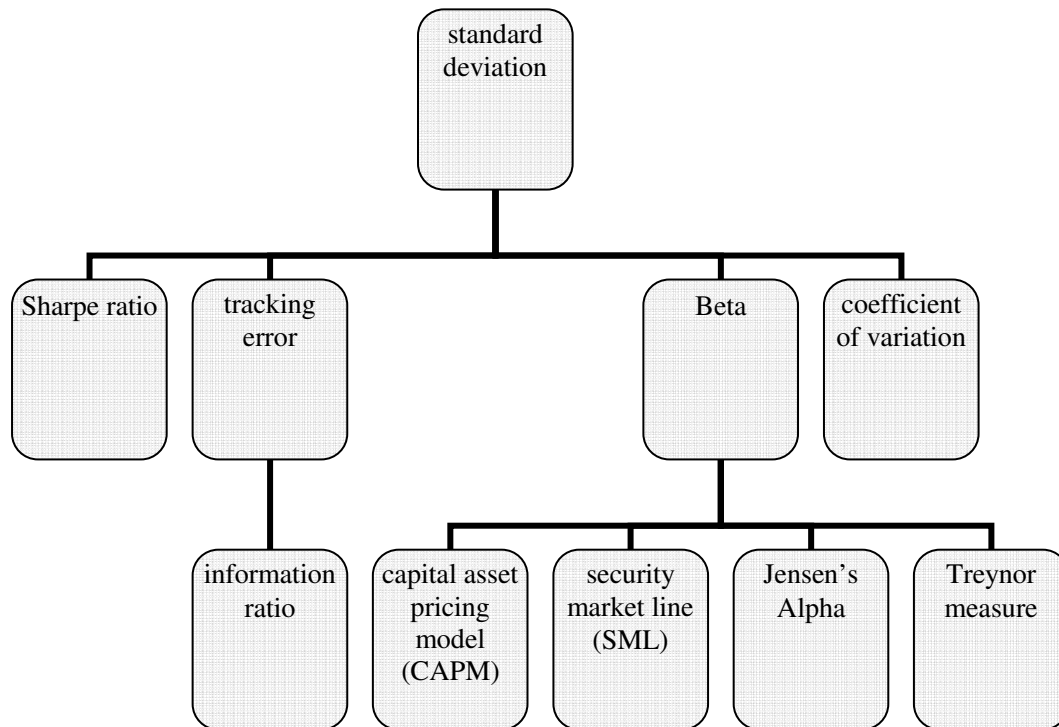 standard
deviation
Sharpe ratio
tracking
error
Beta
coefficient
of variation
information
ratio
capital asset
pricing
model
(CAPM)
security
market line
(SML)
Jensen’s
Alpha
Treynor
measure